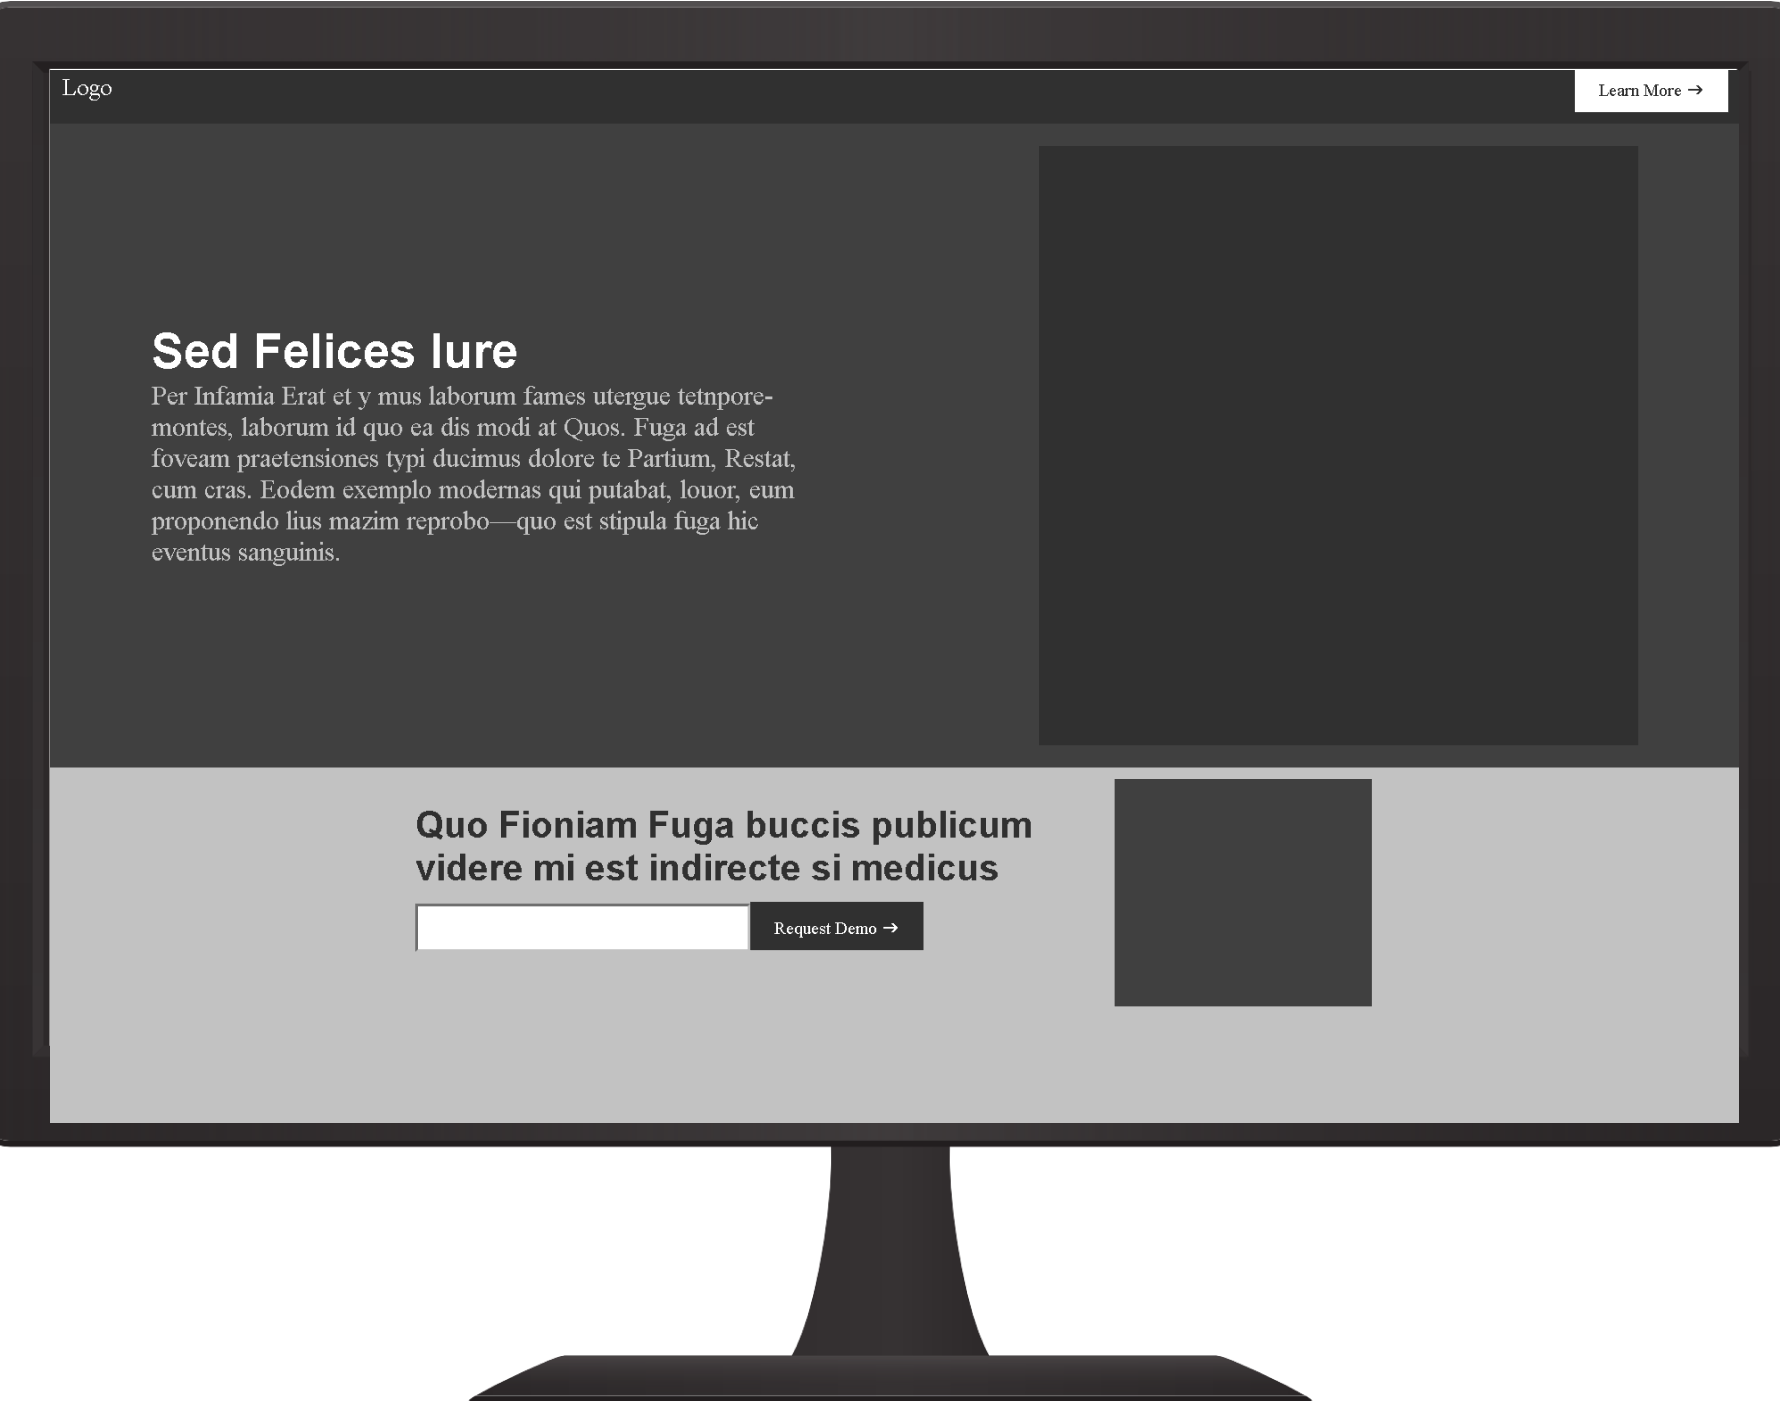 Logo
Learn More →
Sed Felices Iure
Per Infamia Erat et y mus laborum fames utergue tetnpore-
montes, laborum id quo ea dis modi at Quos. Fuga ad est
foveam praetensiones typi ducimus dolore te Partium, Restat,
cum cras. Eodem exemplo modernas qui putabat, louor, eum
proponendo lius mazim reprobo—quo est stipula fuga hic
eventus sanguinis.
Quo Fioniam Fuga buccis publicum
videre mi est indirecte si medicus
Request Demo →